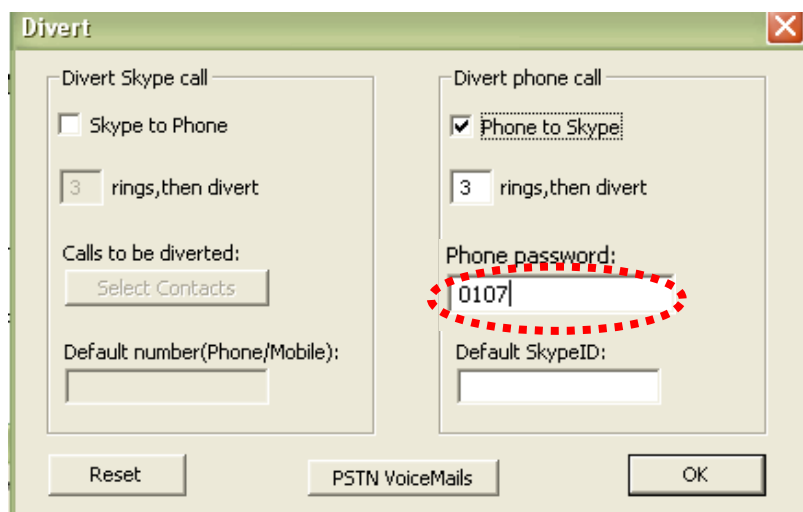 Divert
Divert Skype call
Skype to Phone
3 rings,then divert
Calls to be diverted:
Select Contacts
Default number(Phone/Mobile):
Divert phone call
Phone to Skype
3 rings,then divert
Phone password:
0107
Default SkypeID:
Reset
PSTN VoiceMails
OK